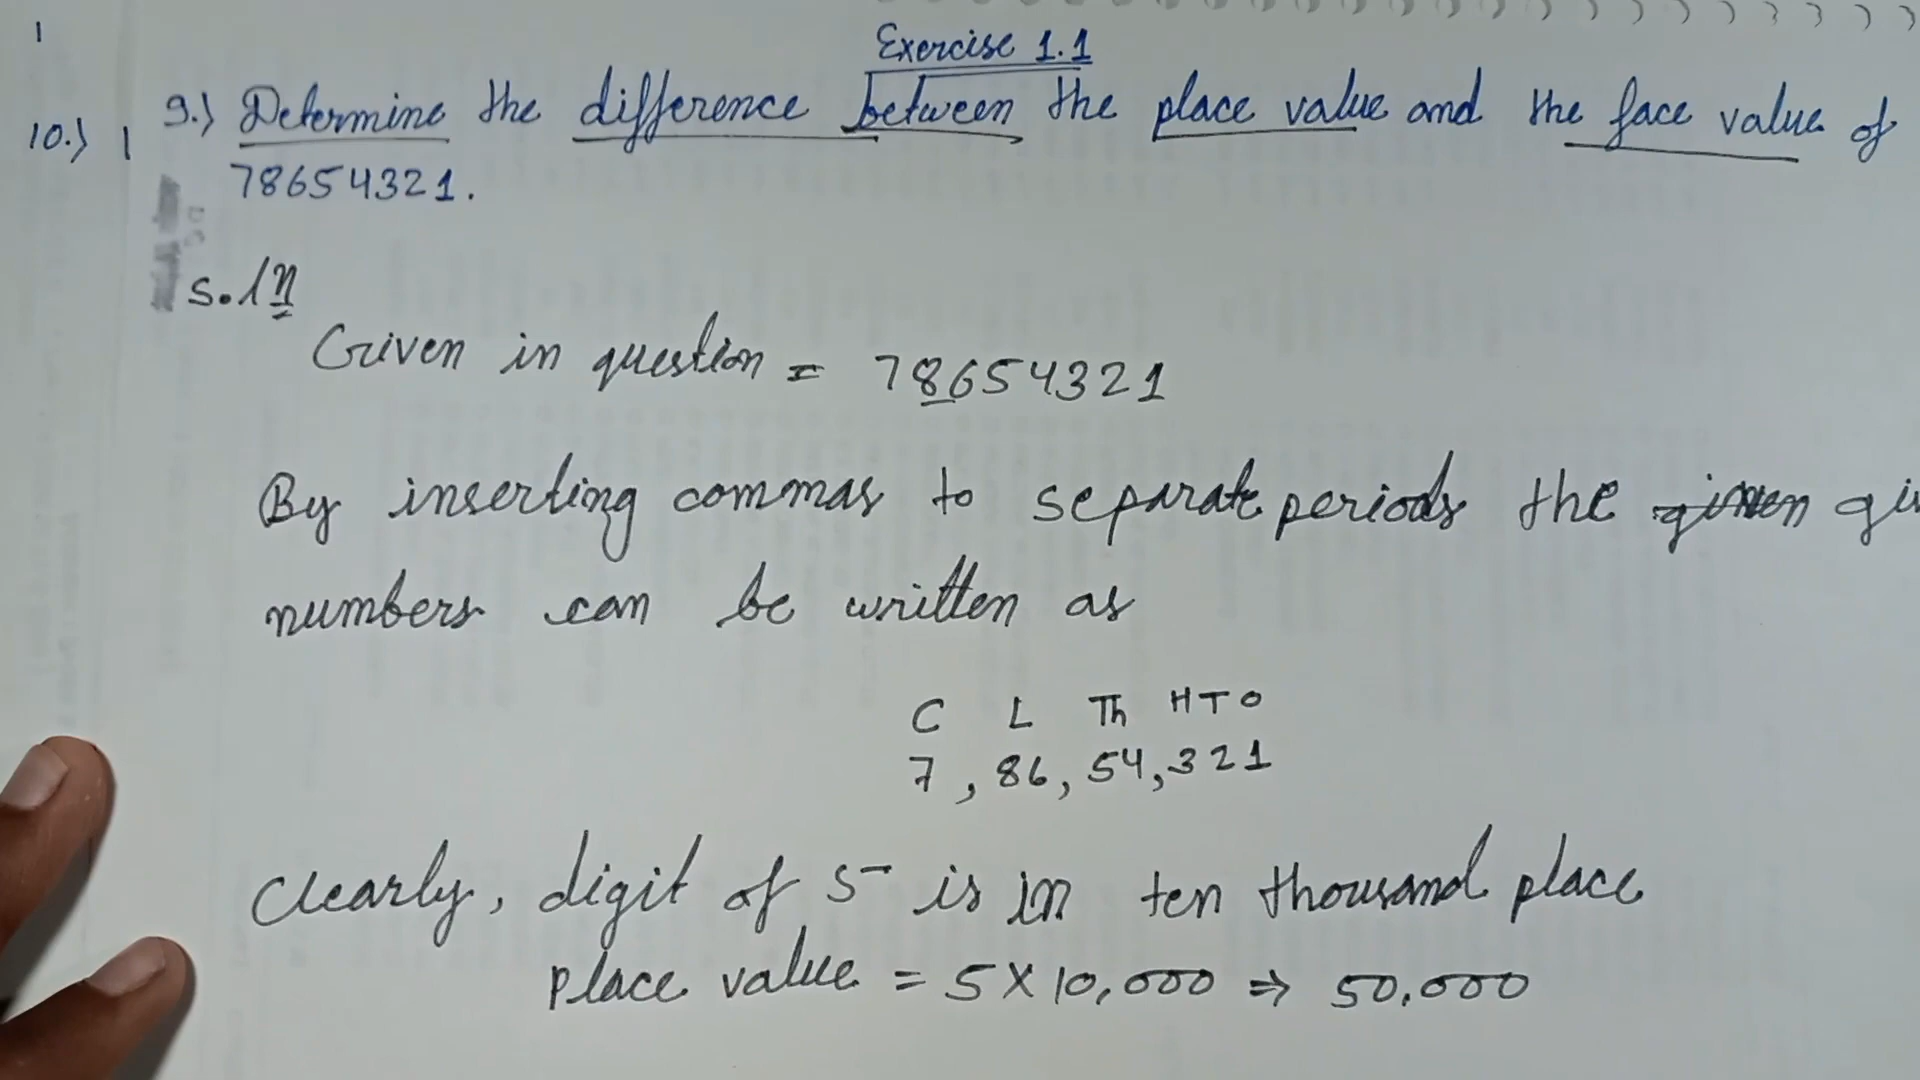 Exercise 1.1
9.) Determine the difference between the place value and the face value of
10.) 1
78654321.
Soln
Given in question = 78654321
By inserting commas to separate periods the given
numbers can be written as
C L Th H T O
7, 86, 54, 321
Clearly, digit of 5 is in ten thousand place
Place value = 5 X 10,000 ⇒ 50,000